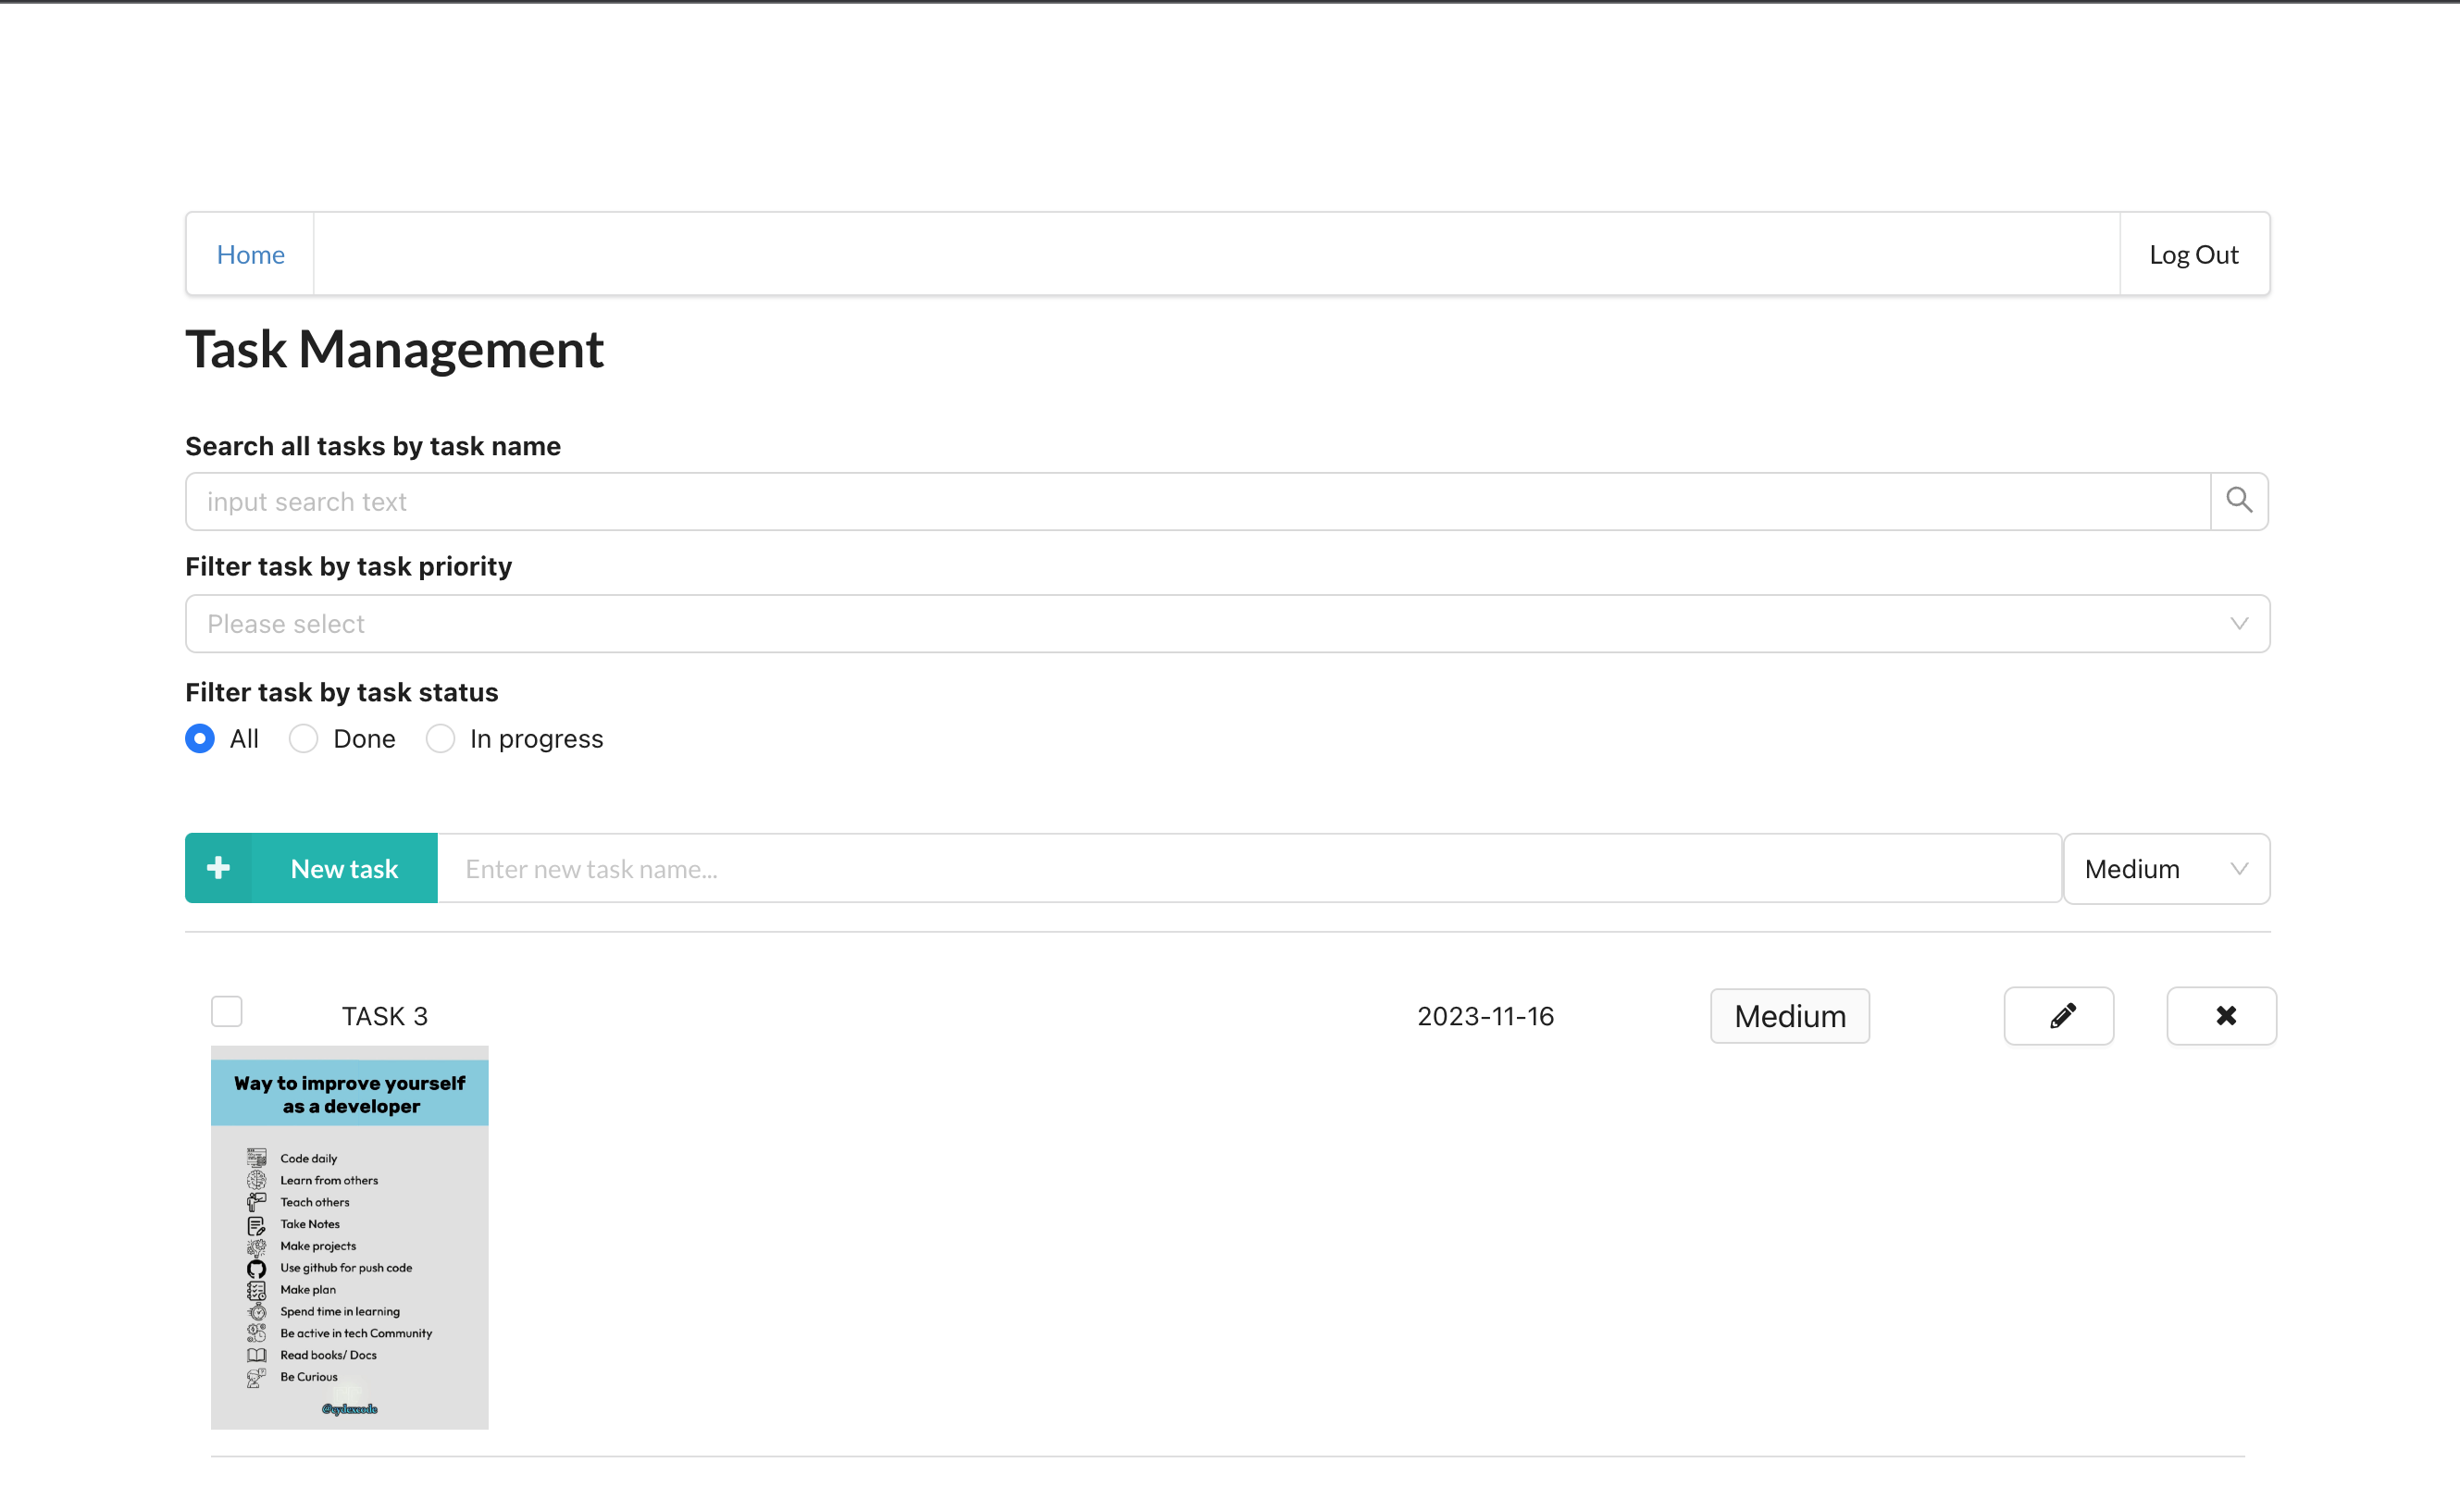 Home
Log Out
Task Management
Search all tasks by task name
input search text
Filter task by task priority
Please select
Filter task by task status
All Done In progress
New task
Enter new task name...
Medium
TASK 3
2023-11-16
Medium
Way to improve yourself
as a developer
Code daily
Learn from others
Teach others
Take Notes
Make projects
Use github for push code
Make plan
Spend time in learning
Be active in tech Community
Read books/ Docs
Be Curious